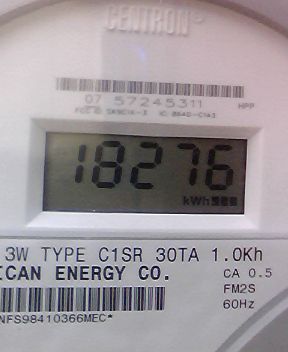 CENTRON®
07 57245311 HPP
18276
kWh
3W TYPE C1SR 30TA 1.0Kh
ICAN ENERGY CO. CA 0.5
FM2S
60Hz
NFS98410366MEC*